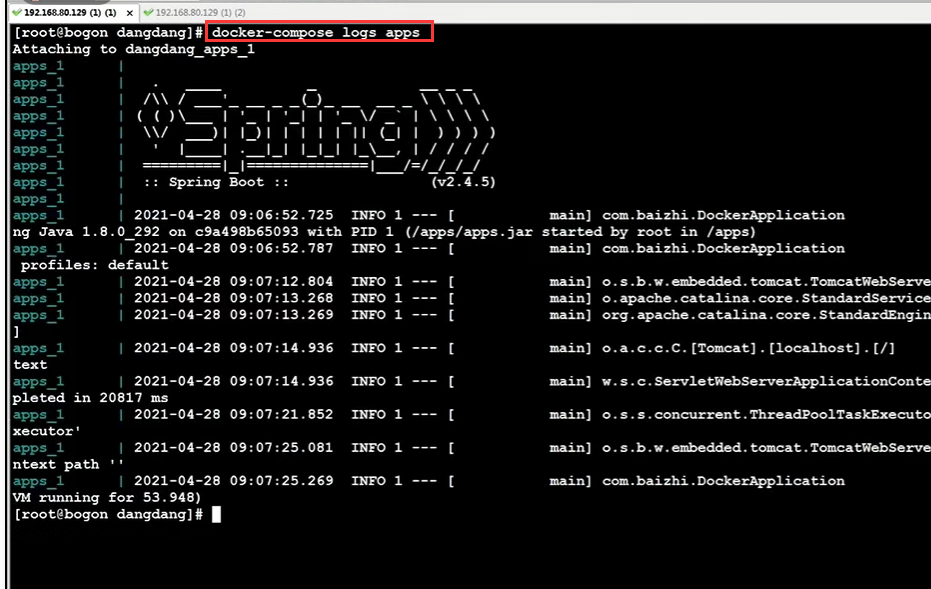 192.168.80.129 (1) (1) × 192.168.80.129 (1) (2)
[root@bogon dangdang]# docker-compose logs apps
Attaching to dangdang_apps_1
apps_1 |
apps_1 | . ____ _ __ _ _
apps_1 | /\\ / ___'_ __ _ _(_)_ __ __ _ \ \ \ \
apps_1 | ( ( )\___ | '_ | '_| | '_ \/ _` | \ \ \ \
apps_1 | \\/ ___)| |_)| | | | | || (_| | ) ) ) )
apps_1 | ' |____| .__|_| |_|_| |_\__, | / / / /
apps_1 | =========|_|==============|___/=/_/_/_/
apps_1 | :: Spring Boot :: (v2.4.5)
apps_1 |
apps_1 | 2021-04-28 09:06:52.725 INFO 1 --- [ main] com.baizhi.DockerApplication
ng Java 1.8.0_292 on c9a498b65093 with PID 1 (/apps/apps.jar started by root in /apps)
apps_1 | 2021-04-28 09:06:52.787 INFO 1 --- [ main] com.baizhi.DockerApplication
profiles: default
apps_1 | 2021-04-28 09:07:12.804 INFO 1 --- [ main] o.s.b.w.embedded.tomcat.TomcatWebServe
apps_1 | 2021-04-28 09:07:13.268 INFO 1 --- [ main] o.apache.catalina.core.StandardService
apps_1 | 2021-04-28 09:07:13.269 INFO 1 --- [ main] org.apache.catalina.core.StandardEngin
]
apps_1 | 2021-04-28 09:07:14.936 INFO 1 --- [ main] o.a.c.c.C.[Tomcat].[localhost].[/]
text
apps_1 | 2021-04-28 09:07:14.936 INFO 1 --- [ main] w.s.c.ServletWebServerApplicationConte
pleted in 20817 ms
apps_1 | 2021-04-28 09:07:21.852 INFO 1 --- [ main] o.s.s.concurrent.ThreadPoolTaskExecuto
xecutor'
apps_1 | 2021-04-28 09:07:25.081 INFO 1 --- [ main] o.s.b.w.embedded.tomcat.TomcatWebServe
ntext path ''
apps_1 | 2021-04-28 09:07:25.269 INFO 1 --- [ main] com.baizhi.DockerApplication
VM running for 53.948)
[root@bogon dangdang]#